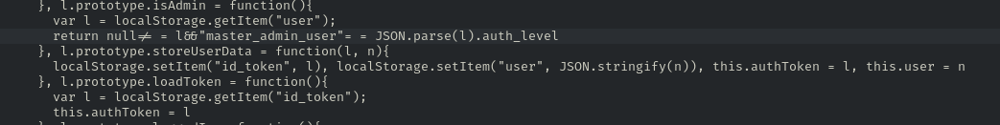 }, l.prototype.isAdmin = function(){
var l = localStorage.getItem("user");
return null≠ = l&&"master_admin_user"= = JSON.parse(l).auth_level
}, l.prototype.storeUserData = function(l, n){
localStorage.setItem("id_token", l), localStorage.setItem("user", JSON.stringify(n)), this.authToken = l, this.user = n
}, l.prototype.loadToken = function(){
var l = localStorage.getItem("id_token");
this.authToken = l